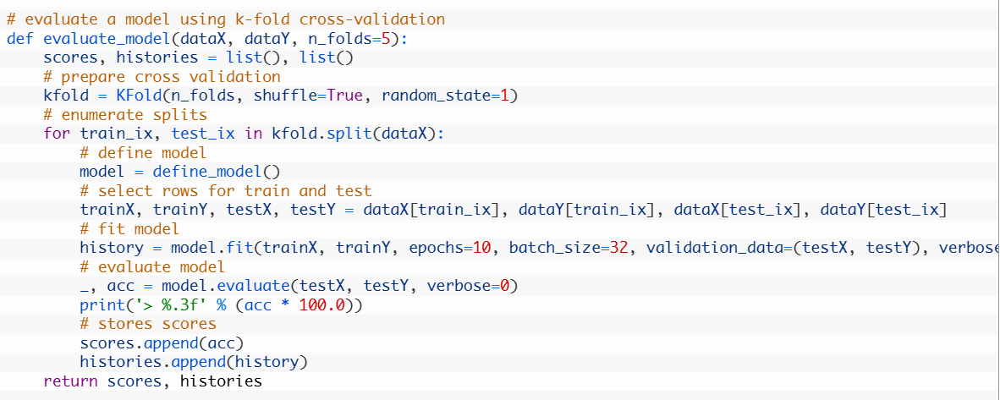 # evaluate a model using k-fold cross-validation
def evaluate_model(dataX, dataY, n_folds=5):
    scores, histories = list(), list()
    # prepare cross validation
    kfold = KFold(n_folds, shuffle=True, random_state=1)
    # enumerate splits
    for train_ix, test_ix in kfold.split(dataX):
        # define model
        model = define_model()
        # select rows for train and test
        trainX, trainY, testX, testY = dataX[train_ix], dataY[train_ix], dataX[test_ix], dataY[test_ix]
        # fit model
        history = model.fit(trainX, trainY, epochs=10, batch_size=32, validation_data=(testX, testY), verbose
        # evaluate model
        _, acc = model.evaluate(testX, testY, verbose=0)
        print('> %.3f' % (acc * 100.0))
        # stores scores
        scores.append(acc)
        histories.append(history)
    return scores, histories